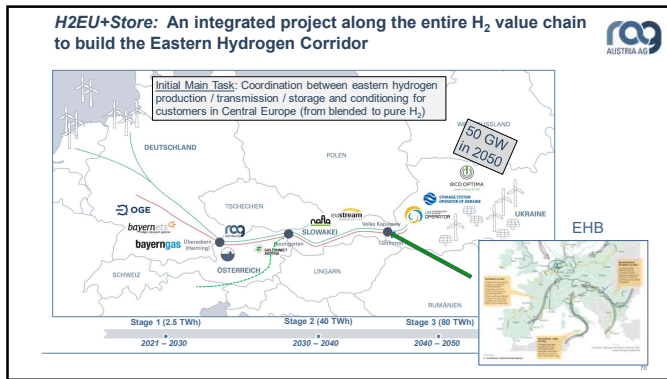 H2EU+Store: An integrated project along the entire H₂ value chain
to build the Eastern Hydrogen Corridor
rag
AUSTRIA AG
Initial Main Task: Coordination between eastern hydrogen
production / transmission / storage and conditioning for
customers in Central Europe (from blended to pure H₂)
50 GW
in 2050
DEUTSCHLAND
POLEN
ECO OPTIMA
STORAGE SYSTEM
OPERATOR OF UKRAINE
OPERATOR
UKRAINE
TSCHECHIEN
OGE
bayernets
bayerngas
Überackern
(Haiming)
rag
GAS CONNECT
AUSTRIA
Baumgarten
nafta
eustream
SLOWAKEI
Velke Kapusany
SCHWEIZ
ÖSTERREICH
UNGARN
RUMÄNIEN
EHB
Stage 1 (2.5 TWh)
Stage 2 (40 TWh)
Stage 3 (80 TWh)
2021 – 2030
2030 – 2040
2040 – 2050
70